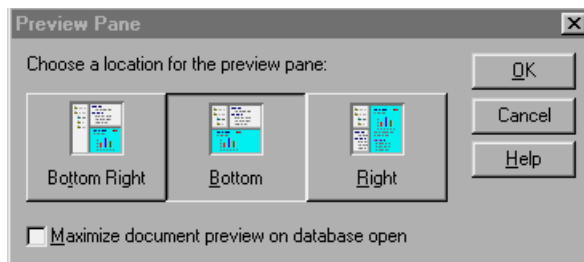 Preview Pane
Choose a location for the preview pane:
OK
Cancel
Help
Bottom Right
Bottom
Right
Maximize document preview on database open